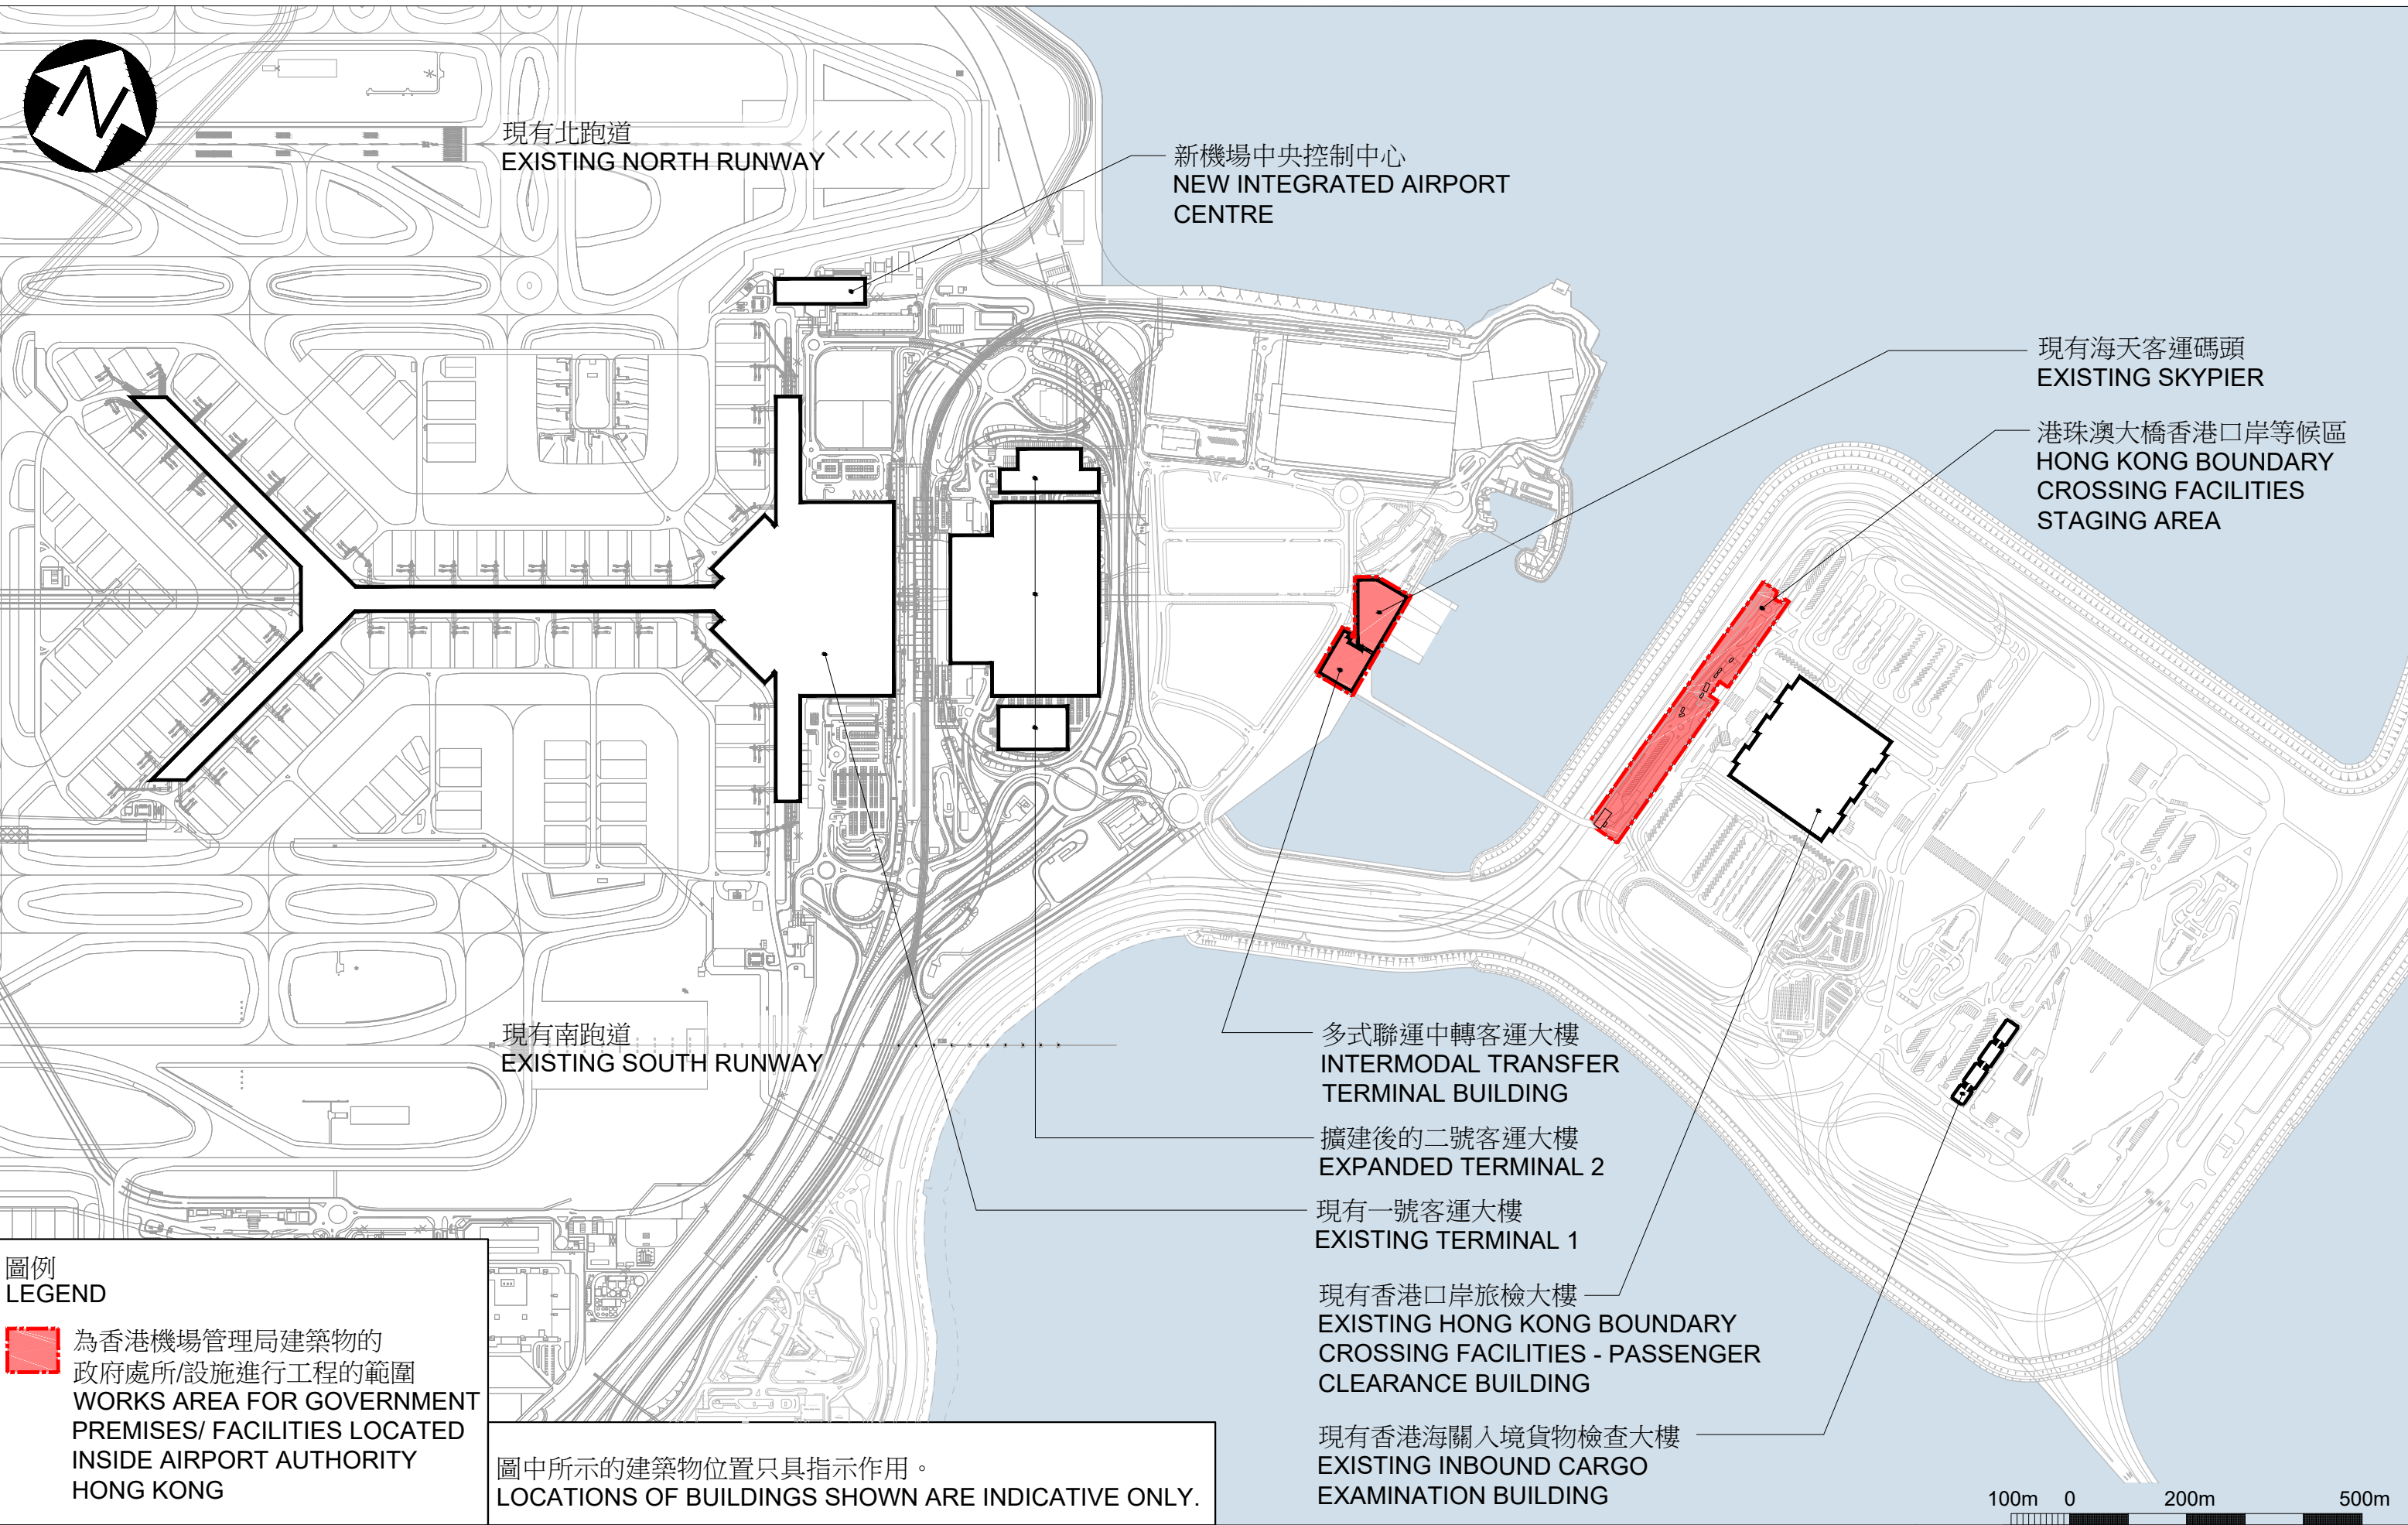 N
現有北跑道
EXISTING NORTH RUNWAY
新機場中央控制中心
NEW INTEGRATED AIRPORT
CENTRE
現有海天客運碼頭
EXISTING SKYPIER
港珠澳大橋香港口岸等候區
HONG KONG BOUNDARY
CROSSING FACILITIES
STAGING AREA
現有南跑道
EXISTING SOUTH RUNWAY
多式聯運中轉客運大樓
INTERMODAL TRANSFER
TERMINAL BUILDING
擴建後的二號客運大樓
EXPANDED TERMINAL 2
現有一號客運大樓
EXISTING TERMINAL 1
現有香港口岸旅檢大樓
EXISTING HONG KONG BOUNDARY
CROSSING FACILITIES - PASSENGER
CLEARANCE BUILDING
現有香港海關入境貨物檢查大樓
EXISTING INBOUND CARGO
EXAMINATION BUILDING
圖例
LEGEND
為香港機場管理局建築物的
政府處所/設施進行工程的範圍
WORKS AREA FOR GOVERNMENT
PREMISES/ FACILITIES LOCATED
INSIDE AIRPORT AUTHORITY
HONG KONG
圖中所示的建築物位置只具指示作用。
LOCATIONS OF BUILDINGS SHOWN ARE INDICATIVE ONLY.
100m 0 200m 500m